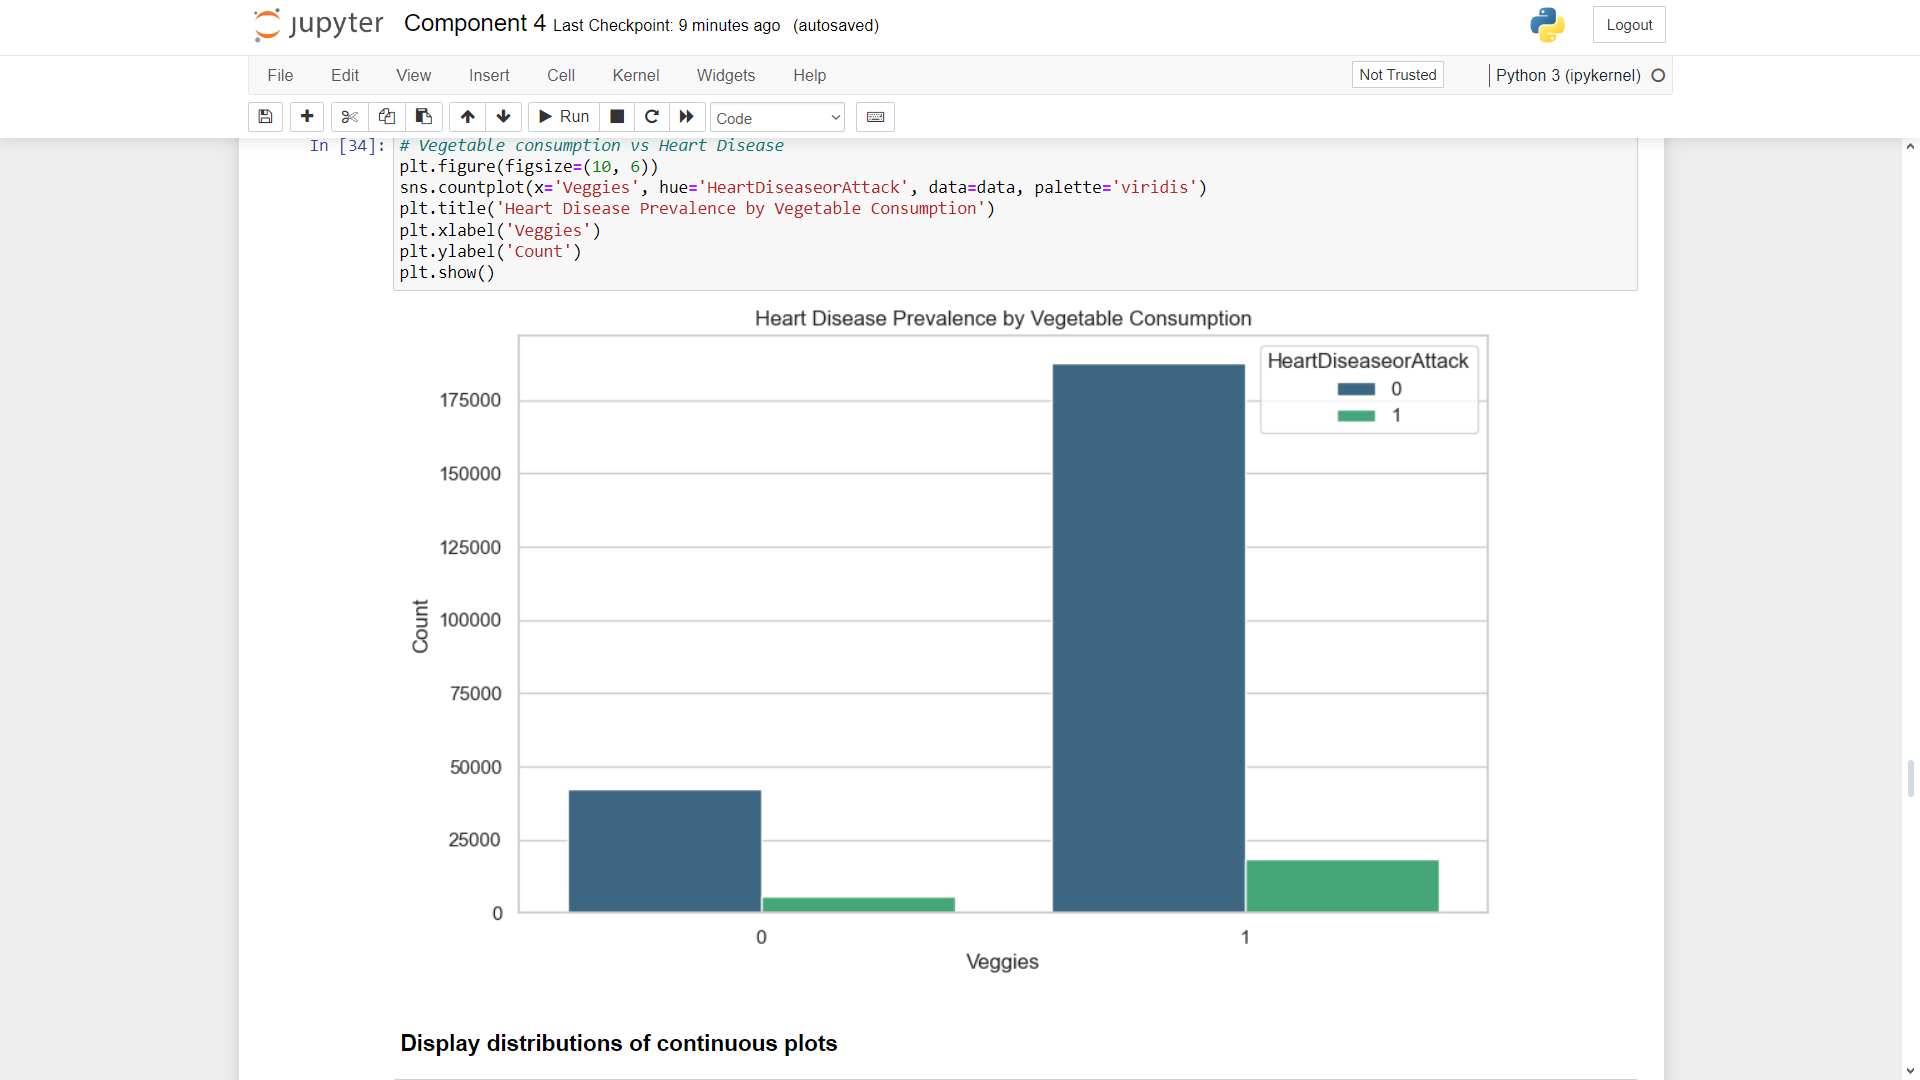 jupyter Component 4 Last Checkpoint: 9 minutes ago (autosaved) Logout
File Edit View Insert Cell Kernel Widgets Help Not Trusted Python 3 (ipykernel)
Run Code
In [34]: # Vegetable consumption vs Heart Disease
plt.figure(figsize=(10, 6))
sns.countplot(x='Veggies', hue='HeartDiseaseorAttack', data=data, palette='viridis')
plt.title('Heart Disease Prevalence by Vegetable Consumption')
plt.xlabel('Veggies')
plt.ylabel('Count')
plt.show()
Heart Disease Prevalence by Vegetable Consumption
HeartDiseaseorAttack
0
1
175000
150000
125000
100000
75000
50000
25000
0
Count
0 1
Veggies
Display distributions of continuous plots